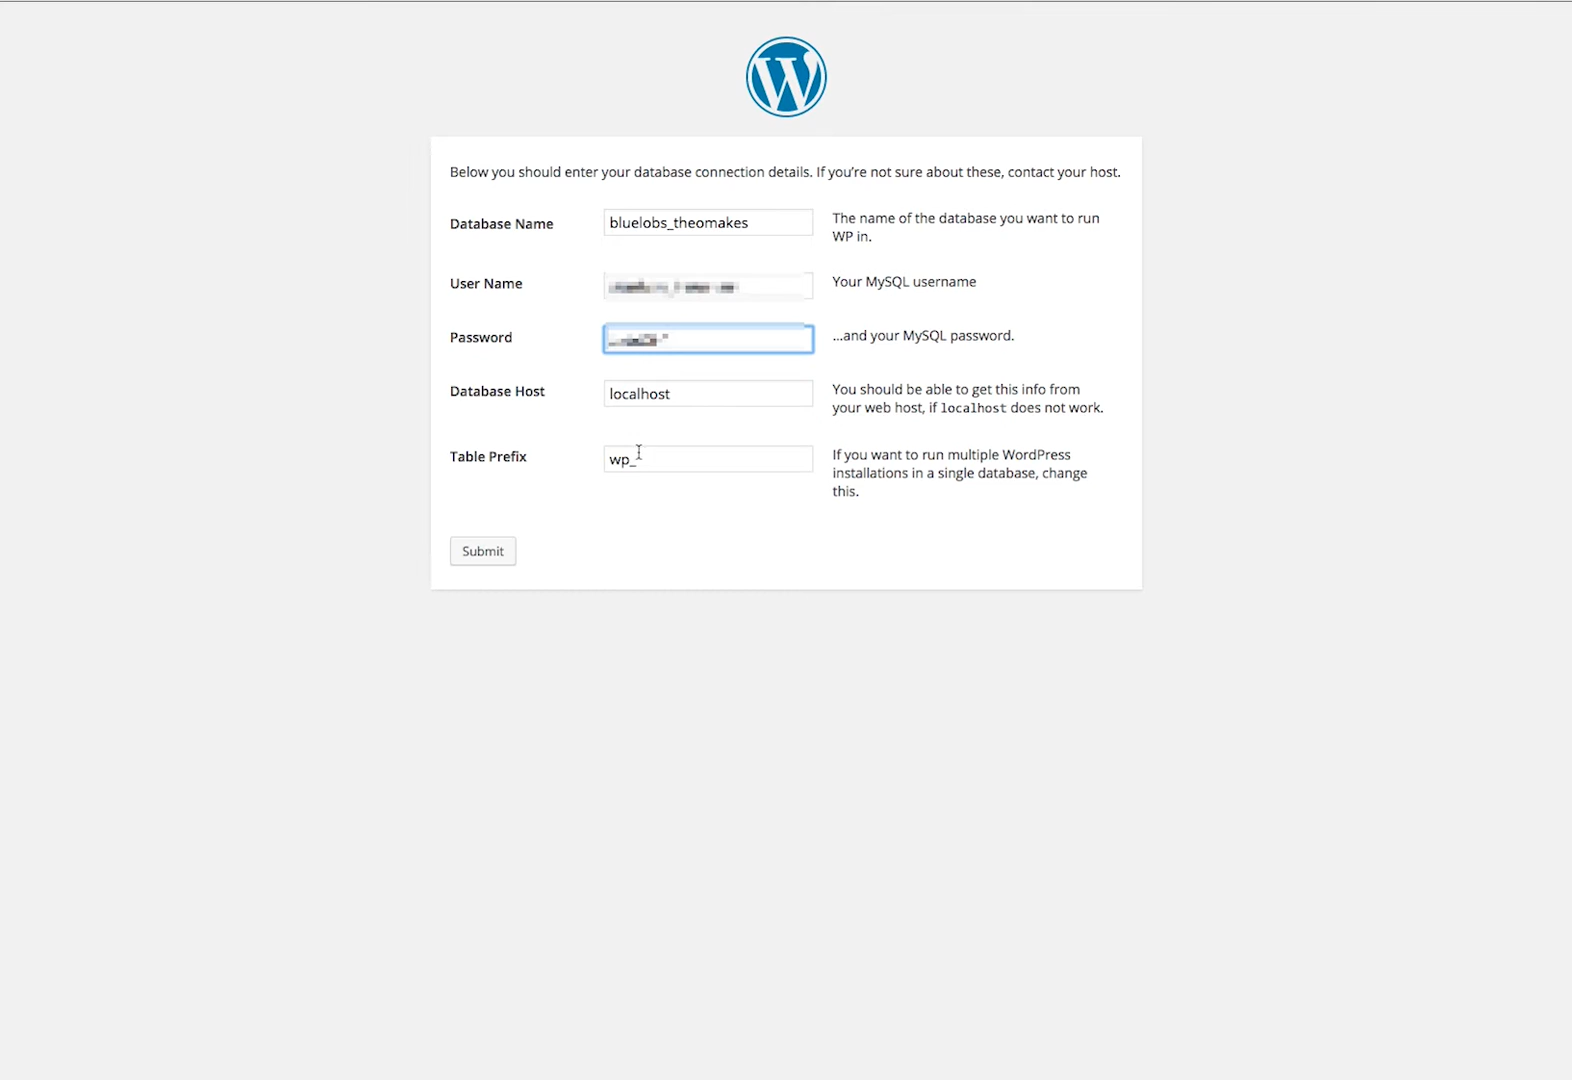 Below you should enter your database connection details. If you’re not sure about these, contact your host.
Database Name
bluelobs_theomakes
The name of the database you want to run
WP in.
User Name
Your MySQL username
Password
…and your MySQL password.
Database Host
localhost
You should be able to get this info from
your web host, if localhost does not work.
Table Prefix
wp_
If you want to run multiple WordPress
installations in a single database, change
this.
Submit